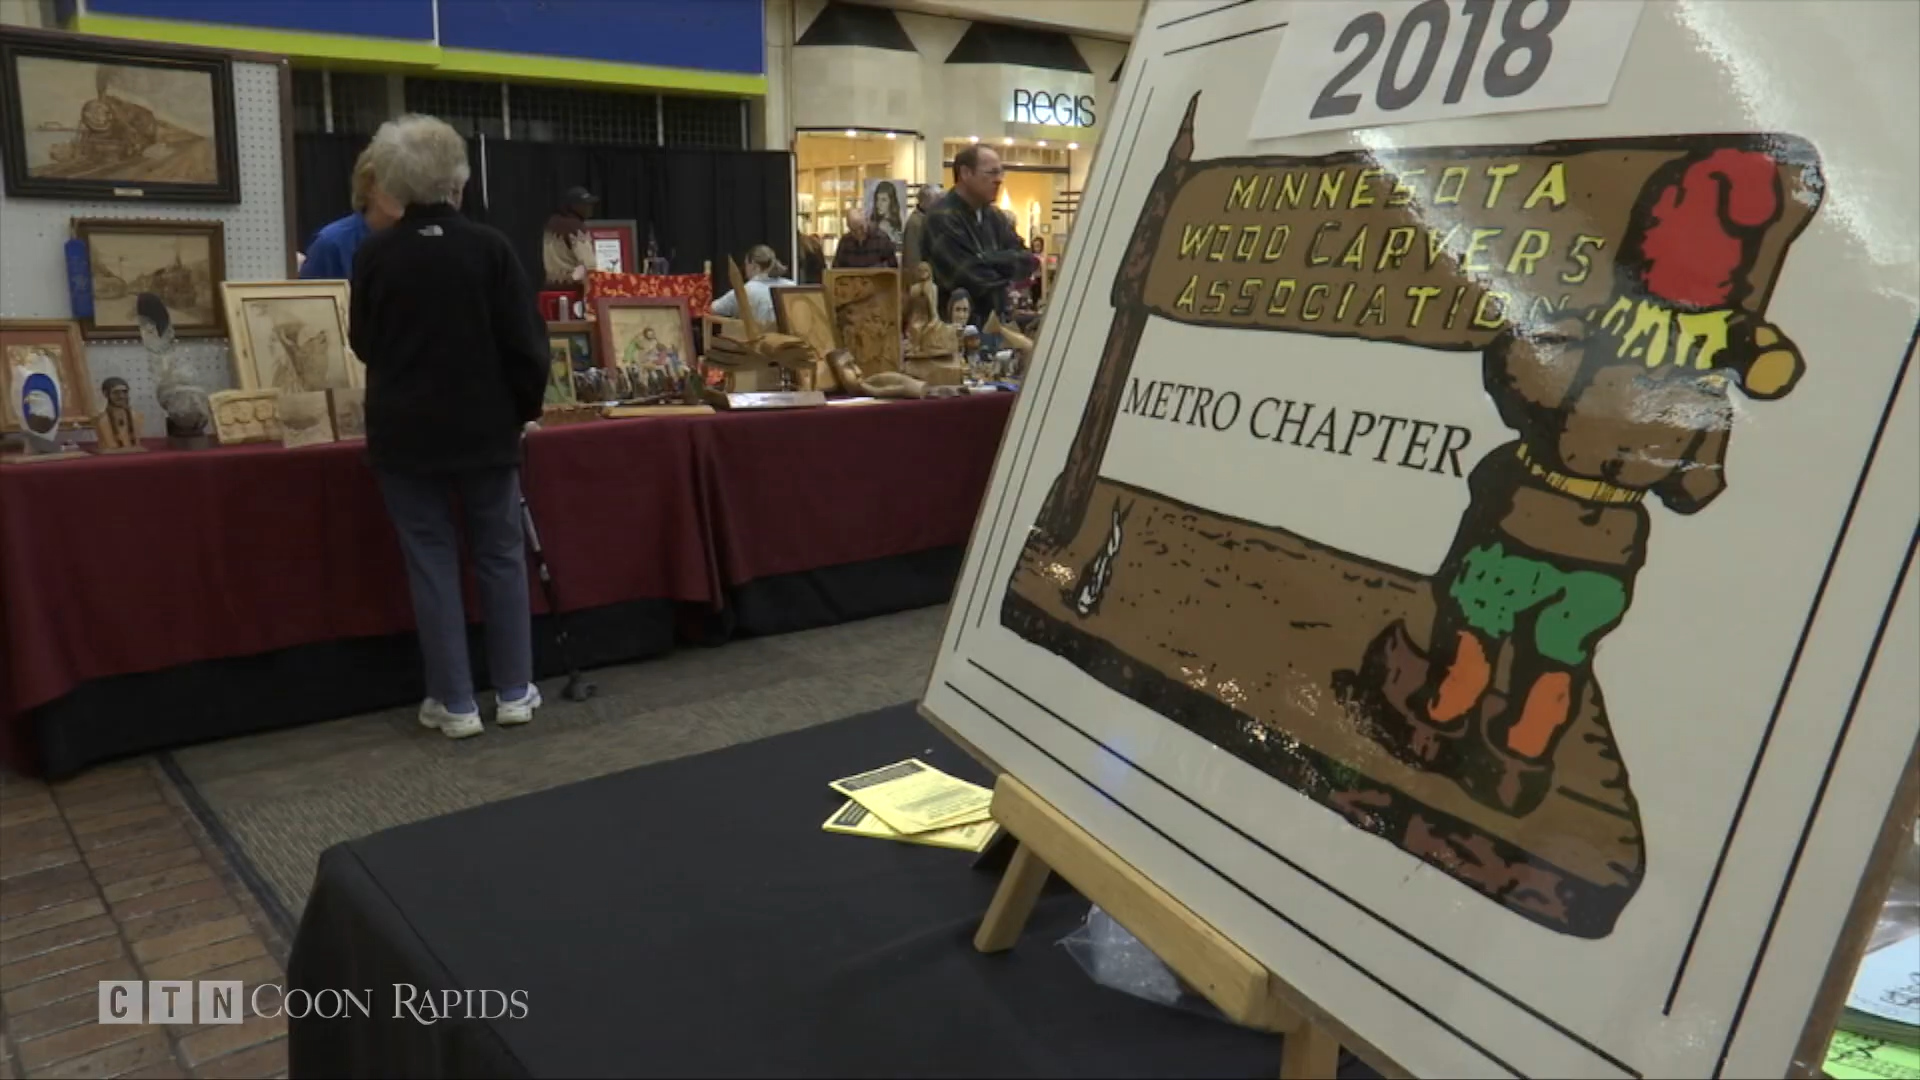 2018
REGIS
MINNESOTA
WOOD CARVERS
ASSOCIATION
METRO CHAPTER
CTN COON RAPIDS